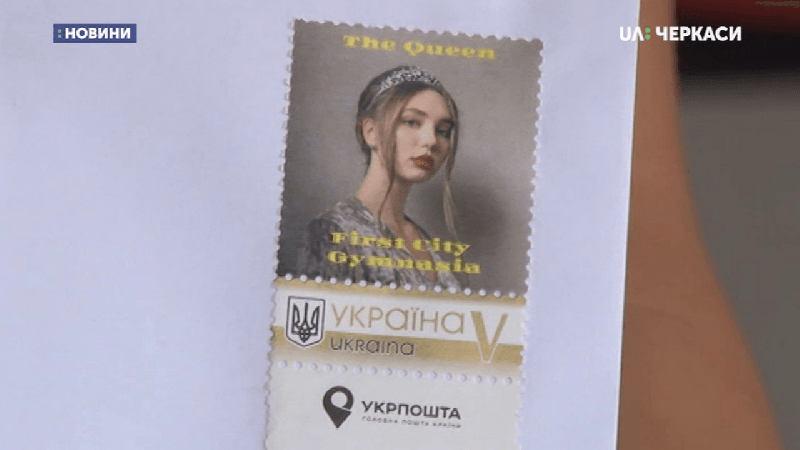 НОВИНИ
UA: ЧЕРКАСИ
The Queen
First City
Gymnasia
УКРАЇНА V
ukraina
УКРПОШТА
ГОЛОВНА ПОШТА КРАЇНИ